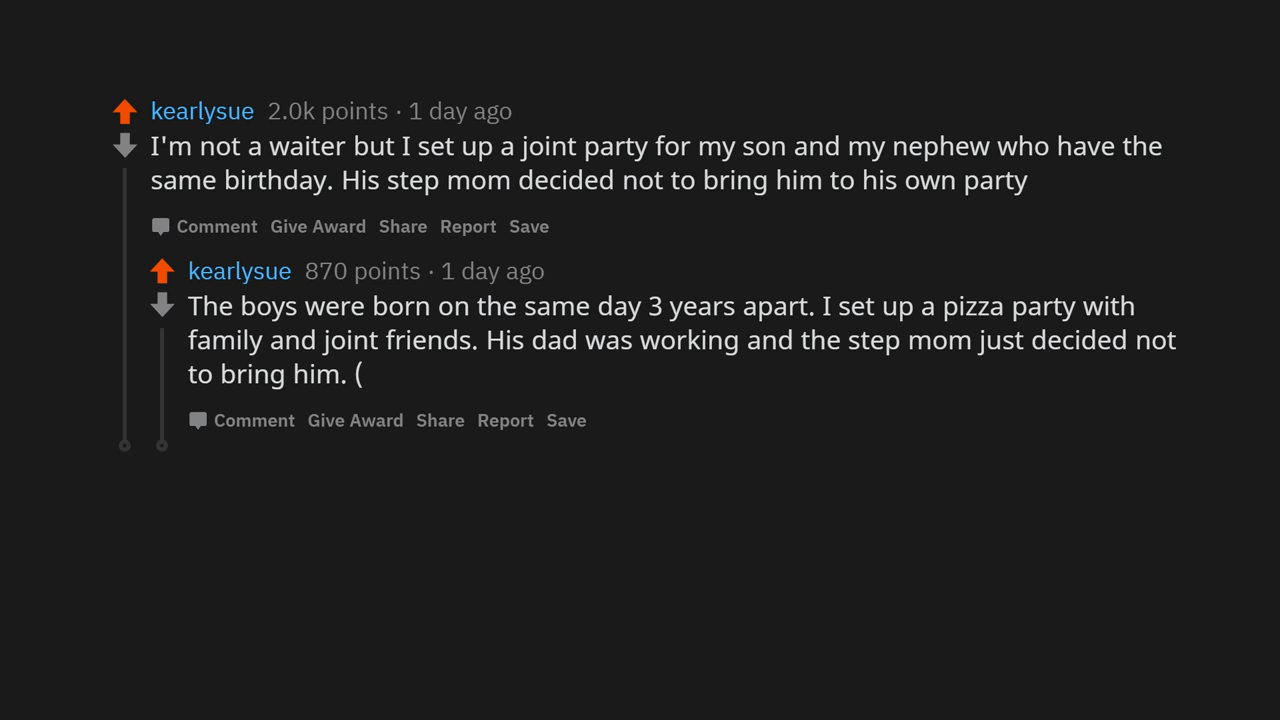 kearlysue 2.0k points · 1 day ago
I'm not a waiter but I set up a joint party for my son and my nephew who have the
same birthday. His step mom decided not to bring him to his own party
Comment Give Award Share Report Save
kearlysue 870 points · 1 day ago
The boys were born on the same day 3 years apart. I set up a pizza party with
family and joint friends. His dad was working and the step mom just decided not
to bring him. (
Comment Give Award Share Report Save